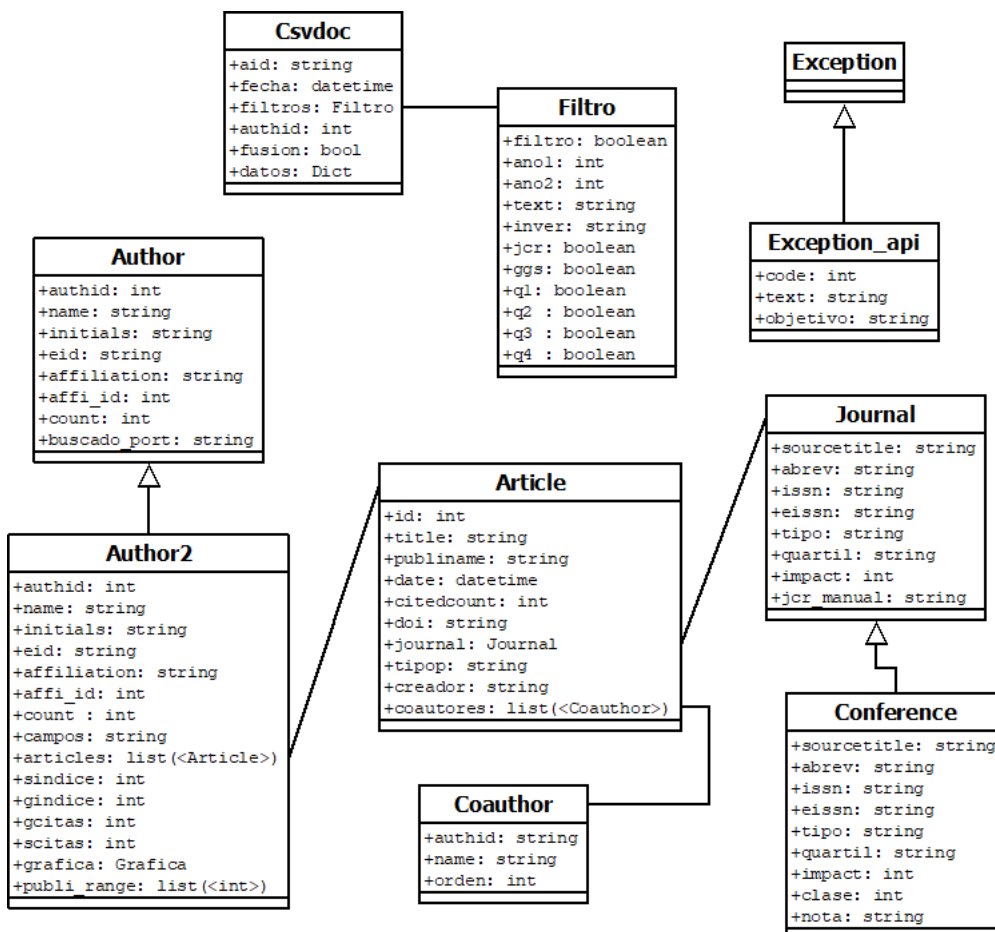 Csvdoc
+aid: string
+fecha: datetime
+filtros: Filtro
+authid: int
+fusion: bool
+datos: Dict
Filtro
+filtro: boolean
+ano1: int
+ano2: int
+text: string
+inver: string
+jcr: boolean
+ggs: boolean
+q1: boolean
+q2 : boolean
+q3 : boolean
+q4 : boolean
Exception
Exception_api
+code: int
+text: string
+objetivo: string
Author
+authid: int
+name: string
+initials: string
+eid: string
+affiliation: string
+affi_id: int
+count: int
+buscado_port: string
Author2
+authid: int
+name: string
+initials: string
+eid: string
+affiliation: string
+affi_id: int
+count : int
+campos: string
+articles: list(<Article>)
+sindice: int
+gindice: int
+gcitas: int
+scitas: int
+grafica: Grafica
+publi_range: list(<int>)
Article
+id: int
+title: string
+publiname: string
+date: datetime
+citedcount: int
+doi: string
+journal: Journal
+tipop: string
+creador: string
+coautores: list(<Coauthor>)
Coauthor
+authid: string
+name: string
+orden: int
Journal
+sourcetitle: string
+abrev: string
+issn: string
+eissn: string
+tipo: string
+quartil: string
+impact: int
+jcr_manual: string
Conference
+sourcetitle: string
+abrev: string
+issn: string
+eissn: string
+tipo: string
+quartil: string
+impact: int
+clase: int
+nota: string